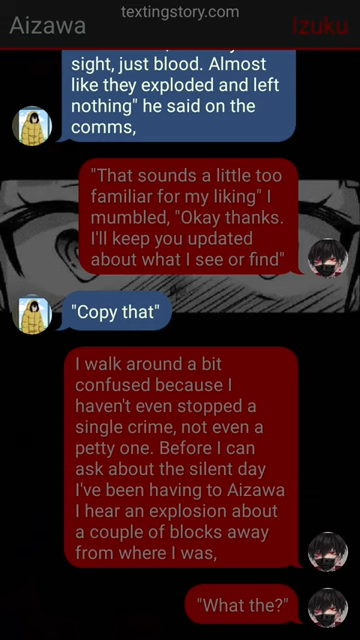 textingstory.com
Aizawa
Izuku
sight, just blood. Almost
like they exploded and left
nothing" he said on the
comms,
"That sounds a little too
familiar for my liking" I
mumbled, "Okay thanks.
I'll keep you updated
about what I see or find"
"Copy that"
I walk around a bit
confused because I
haven't even stopped a
single crime, not even a
petty one. Before I can
ask about the silent day
I've been having to Aizawa
I hear an explosion about
a couple of blocks away
from where I was,
"What the?"